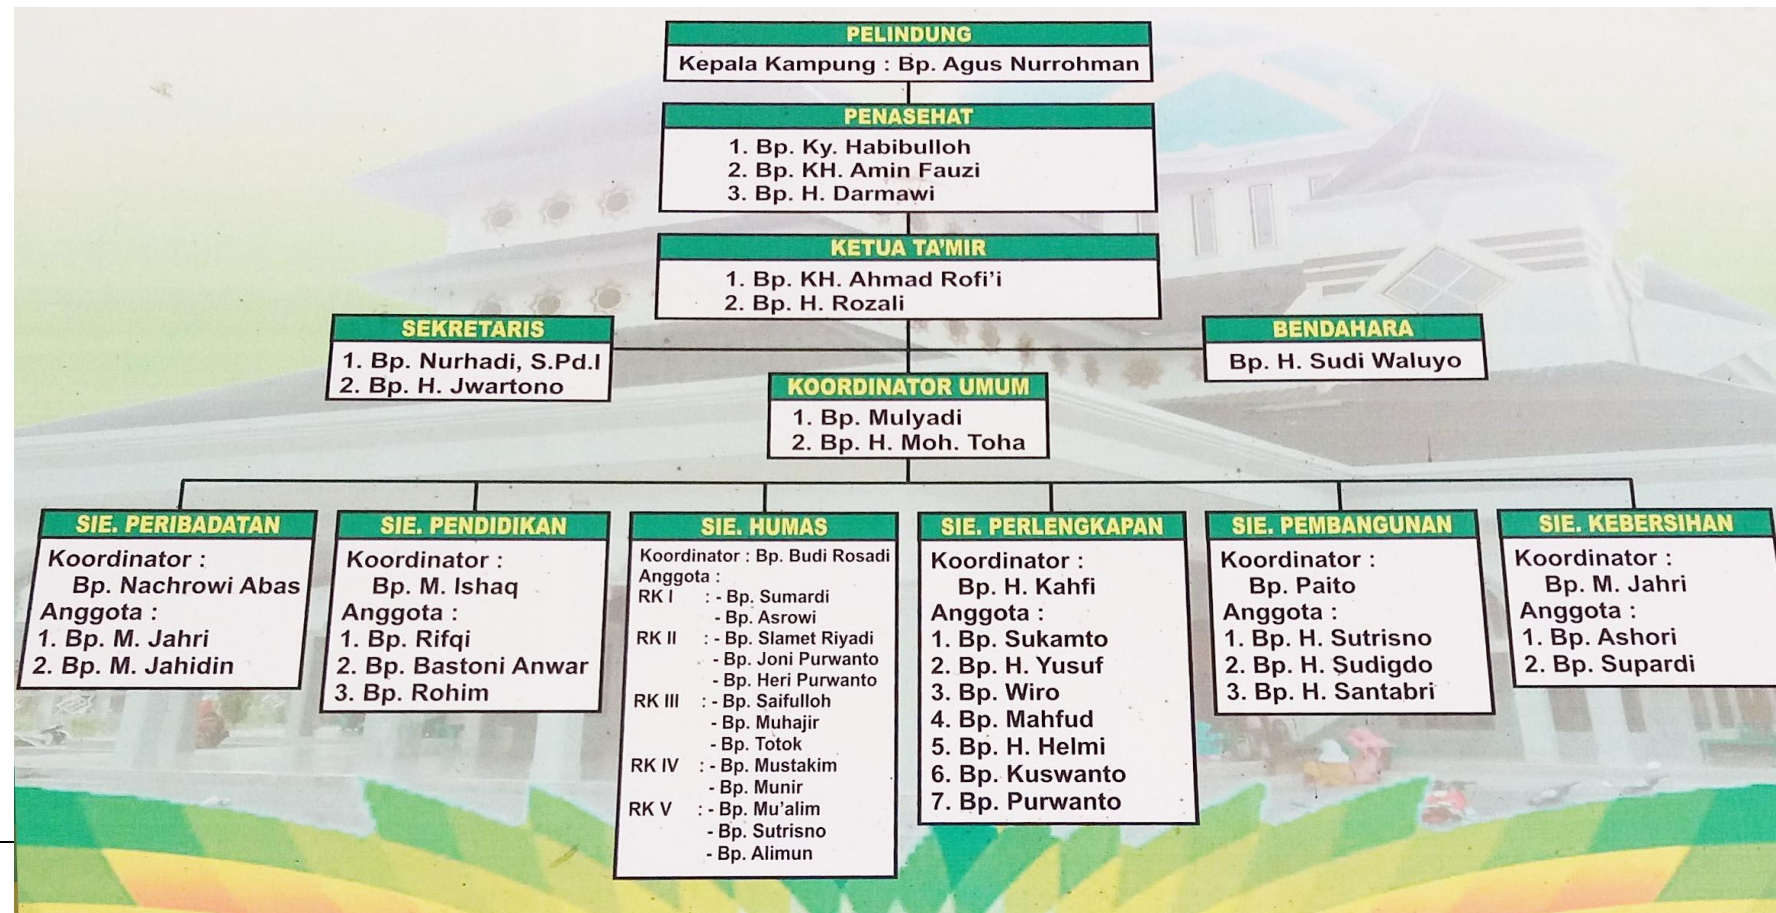 PELINDUNG
Kepala Kampung : Bp. Agus Nurrohman
PENASEHAT
1. Bp. Ky. Habibulloh
2. Bp. KH. Amin Fauzi
3. Bp. H. Darmawi
KETUA TA'MIR
1. Bp. KH. Ahmad Rofi'i
2. Bp. H. Rozali
SEKRETARIS
1. Bp. Nurhadi, S.Pd.I
2. Bp. H. Jwartono
BENDAHARA
Bp. H. Sudi Waluyo
KOORDINATOR UMUM
1. Bp. Mulyadi
2. Bp. H. Moh. Toha
SIE. PERIBADATAN
Koordinator :
Bp. Nachrowi Abas
Anggota :
1. Bp. M. Jahri
2. Bp. M. Jahidin
SIE. PENDIDIKAN
Koordinator :
Bp. M. Ishaq
Anggota :
1. Bp. Rifqi
2. Bp. Bastoni Anwar
3. Bp. Rohim
SIE. HUMAS
Koordinator : Bp. Budi Rosadi
Anggota :
RK I : - Bp. Sumardi
- Bp. Asrowi
RK II : - Bp. Slamet Riyadi
- Bp. Joni Purwanto
- Bp. Heri Purwanto
RK III : - Bp. Saifulloh
- Bp. Muhajir
- Bp. Totok
RK IV : - Bp. Mustakim
- Bp. Munir
RK V : - Bp. Mu'alim
- Bp. Sutrisno
- Bp. Alimun
SIE. PERLENGKAPAN
Koordinator :
Bp. H. Kahfi
Anggota :
1. Bp. Sukamto
2. Bp. H. Yusuf
3. Bp. Wiro
4. Bp. Mahfud
5. Bp. H. Helmi
6. Bp. Kuswanto
7. Bp. Purwanto
SIE. PEMBANGUNAN
Koordinator :
Bp. Paito
Anggota :
1. Bp. H. Sutrisno
2. Bp. H. Sudigdo
3. Bp. H. Santabri
SIE. KEBERSIHAN
Koordinator :
Bp. M. Jahri
Anggota :
1. Bp. Ashori
2. Bp. Supardi